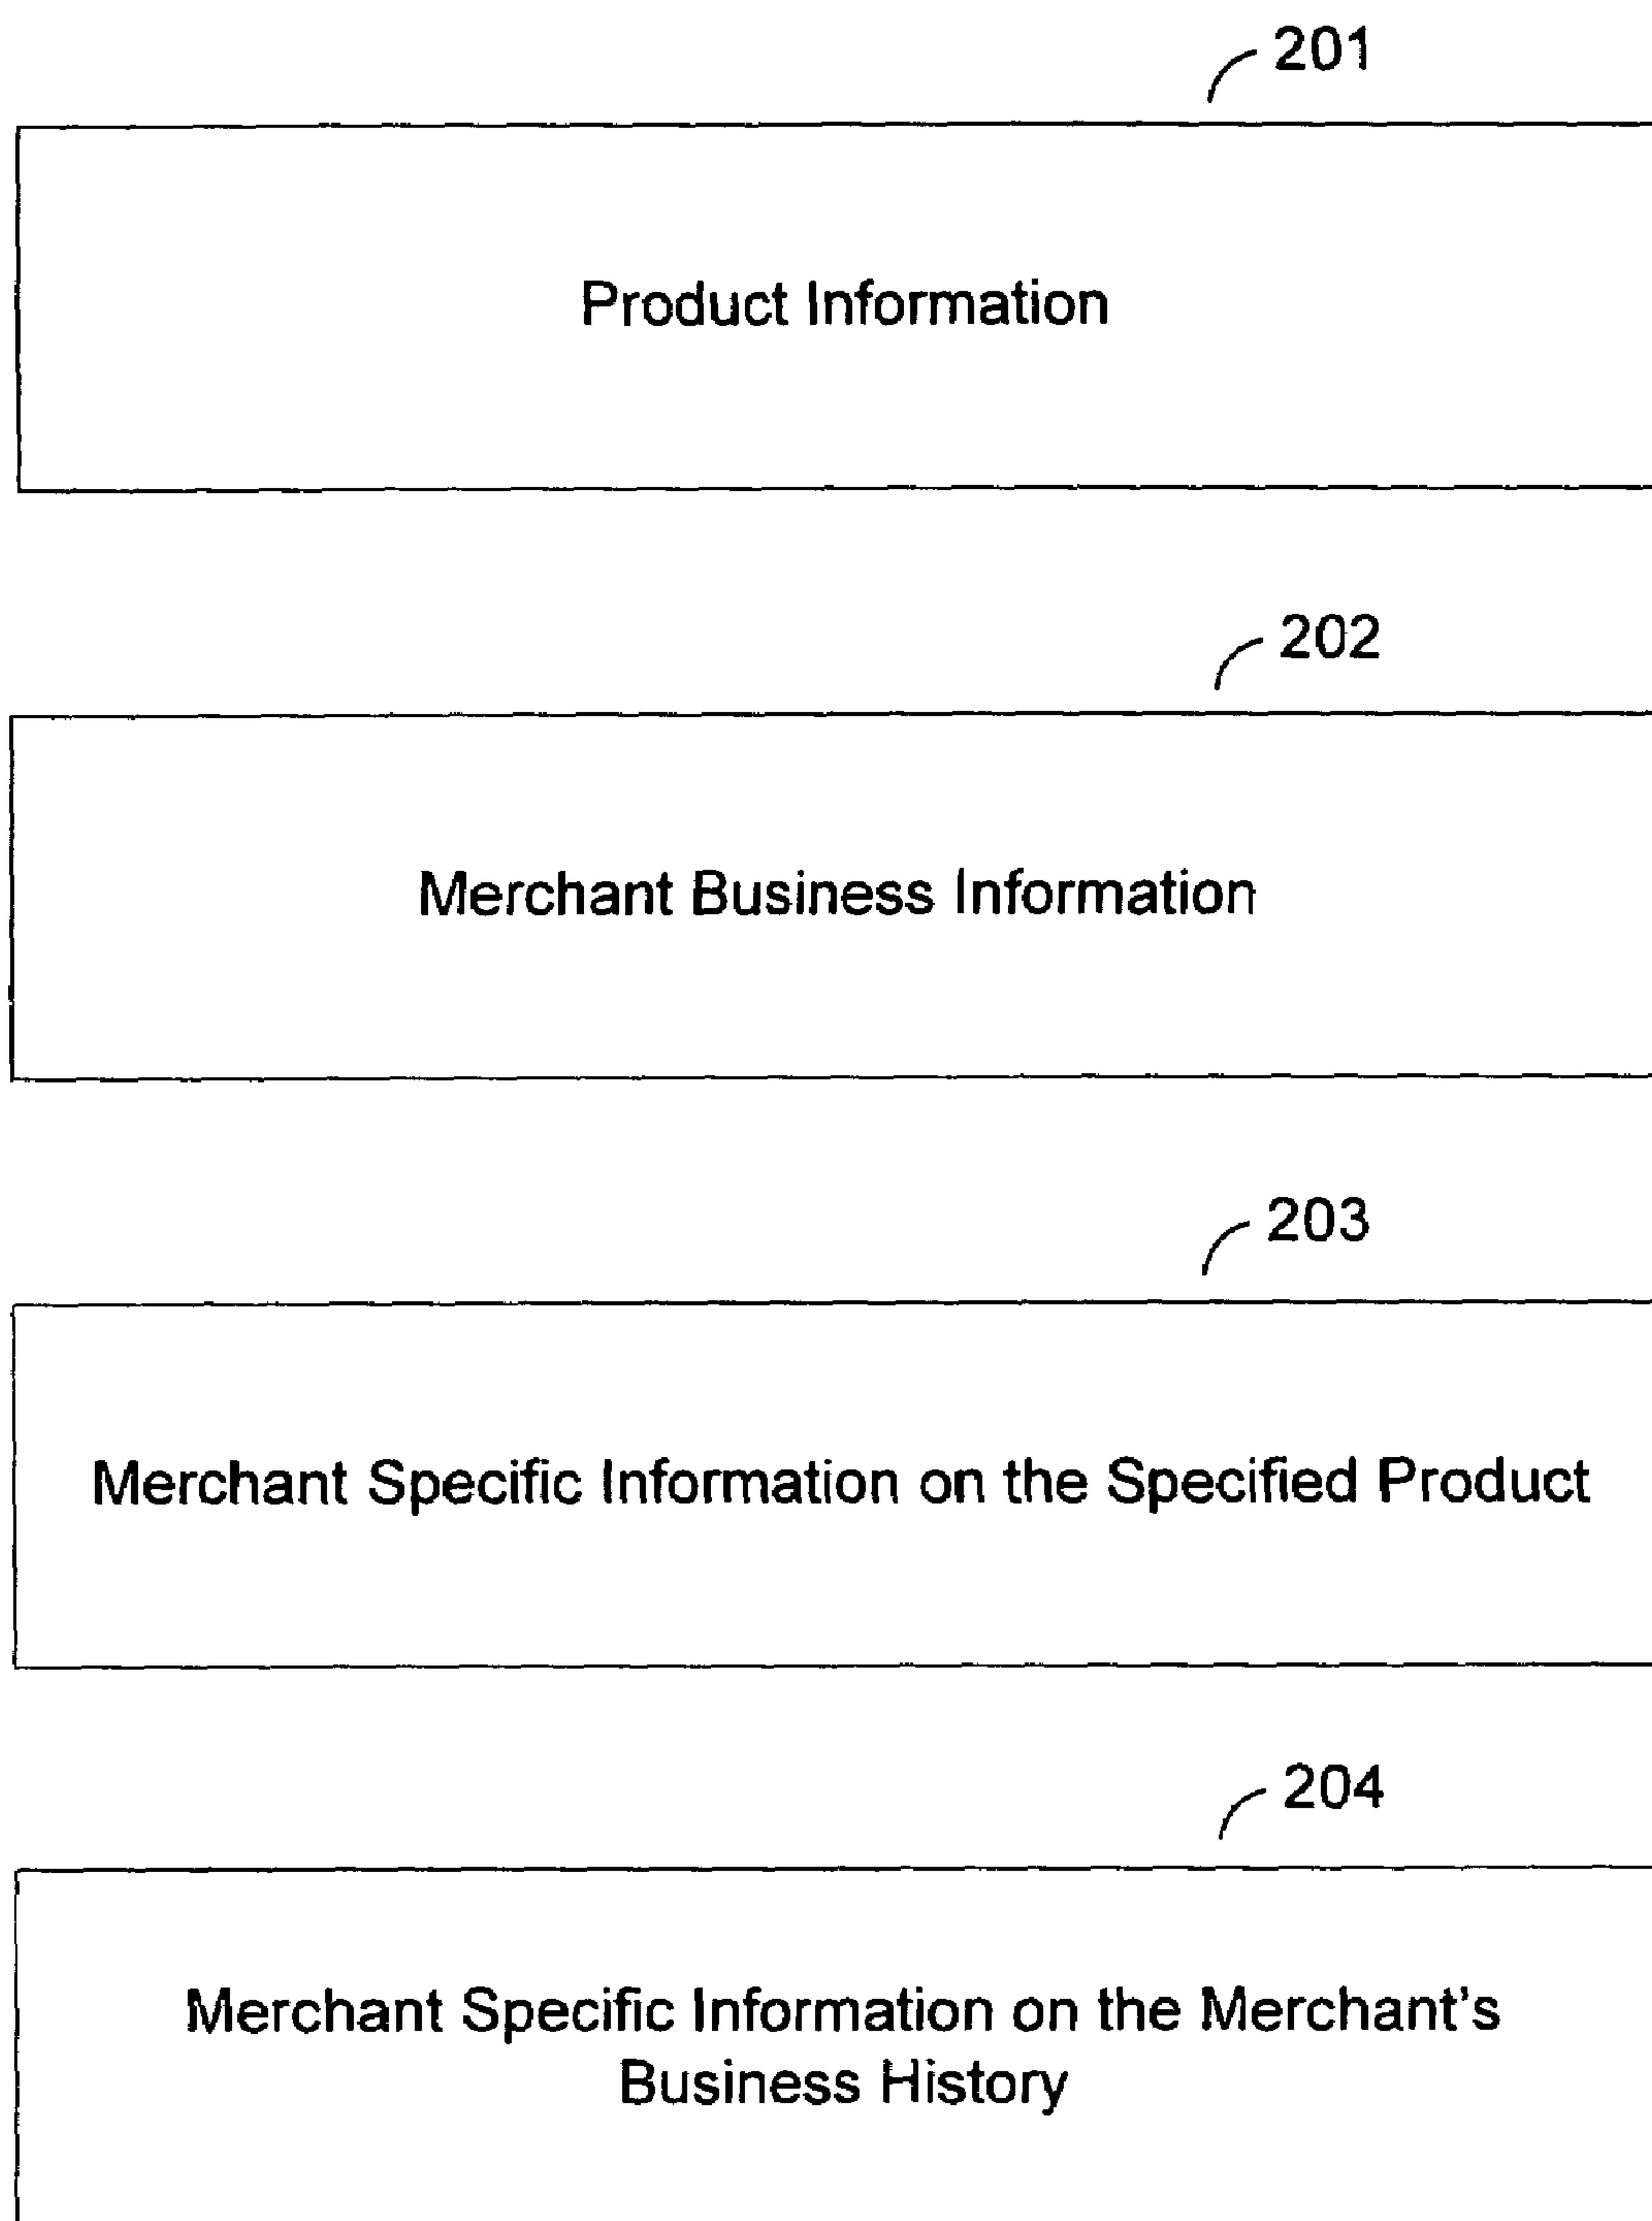 201
Product Information
202
Merchant Business Information
203
Merchant Specific Information on the Specified Product
204
Merchant Specific Information on the Merchant's
Business History